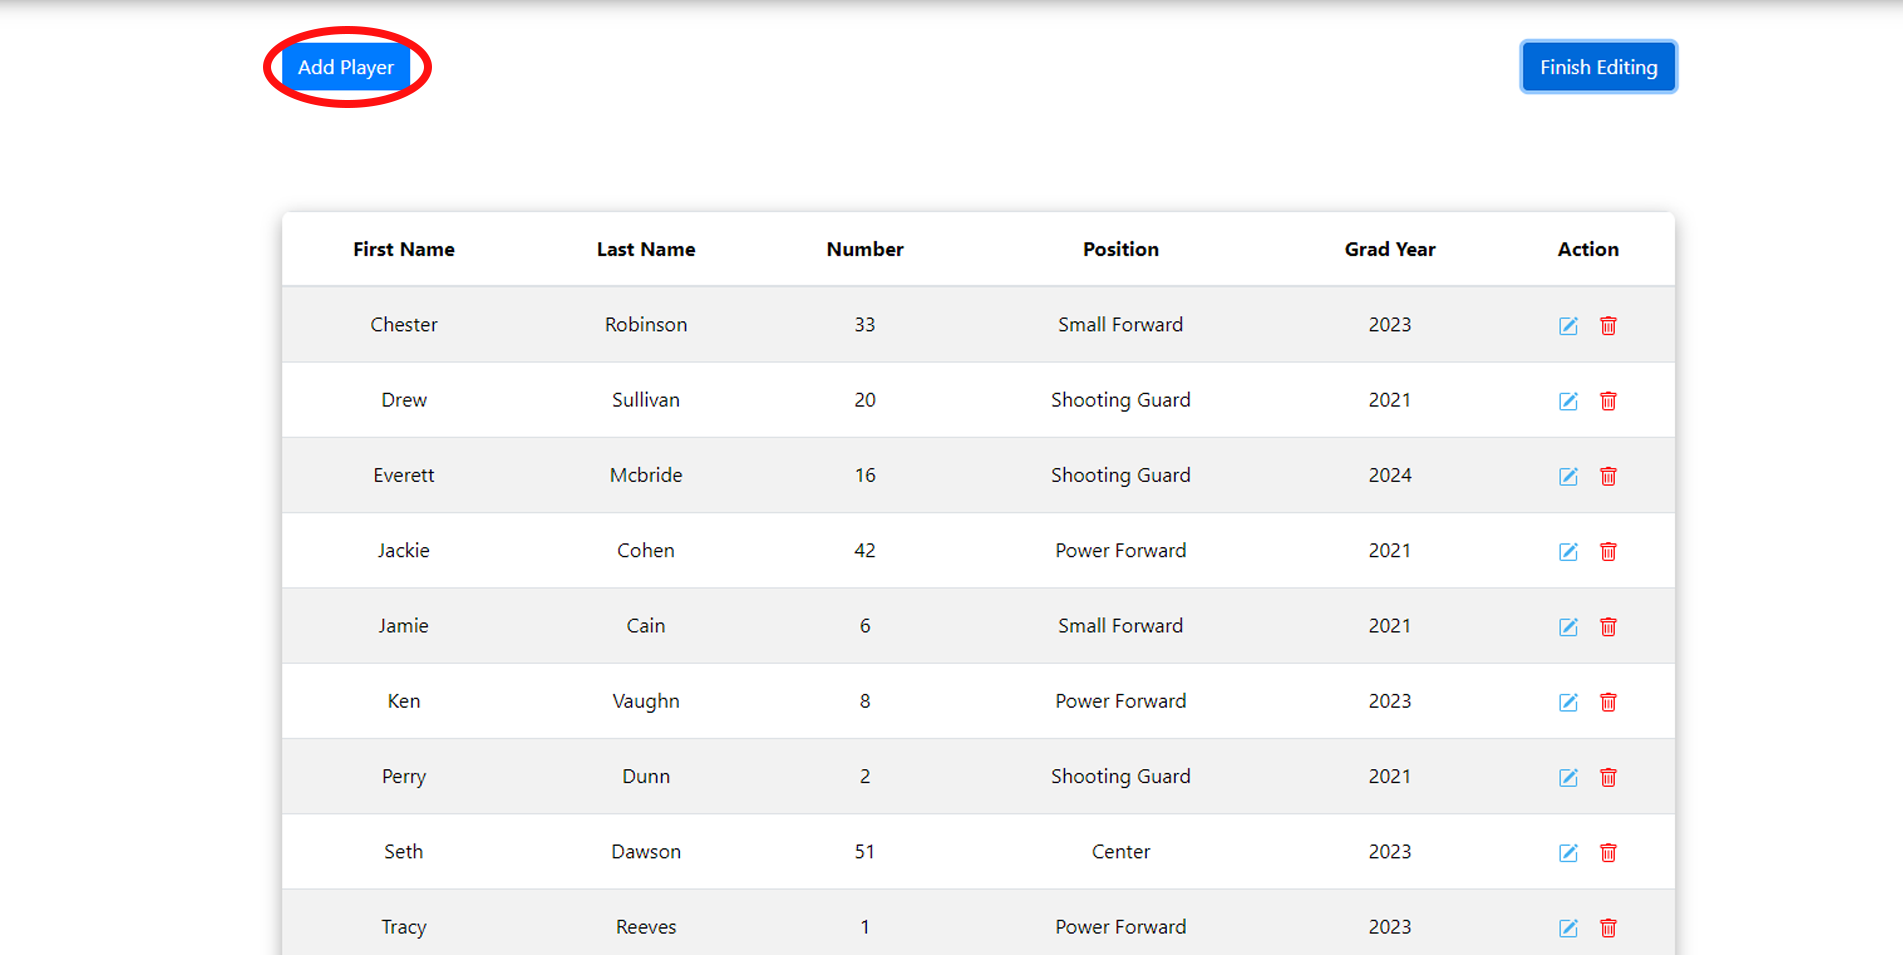 Add Player Finish Editing
First Name Last Name Number Position Grad Year Action
Chester Robinson 33 Small Forward 2023
Drew Sullivan 20 Shooting Guard 2021
Everett Mcbride 16 Shooting Guard 2024
Jackie Cohen 42 Power Forward 2021
Jamie Cain 6 Small Forward 2021
Ken Vaughn 8 Power Forward 2023
Perry Dunn 2 Shooting Guard 2021
Seth Dawson 51 Center 2023
Tracy Reeves 1 Power Forward 2023